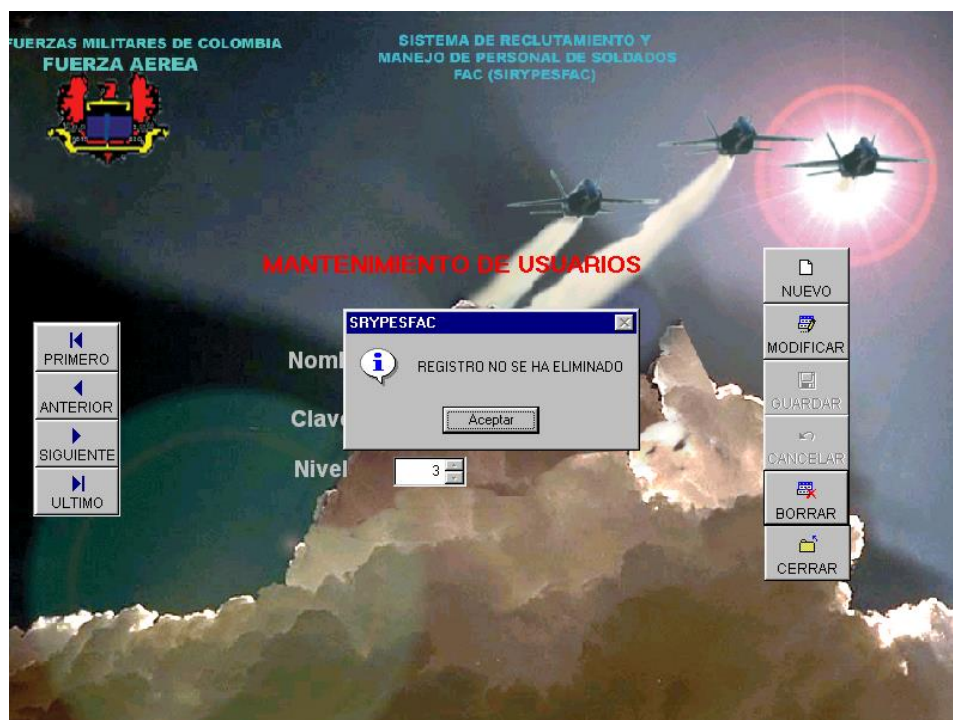 FUERZAS MILITARES DE COLOMBIA
FUERZA AEREA
SISTEMA DE RECLUTAMIENTO Y
MANEJO DE PERSONAL DE SOLDADOS
FAC (SIRYPESFAC)
MANTENIMIENTO DE USUARIOS
PRIMERO
ANTERIOR
SIGUIENTE
ULTIMO
SRYPESFAC
REGISTRO NO SE HA ELIMINADO
Aceptar
Nom
Clav
Nivel
3
NUEVO
MODIFICAR
GUARDAR
CANCELAR
BORRAR
CERRAR